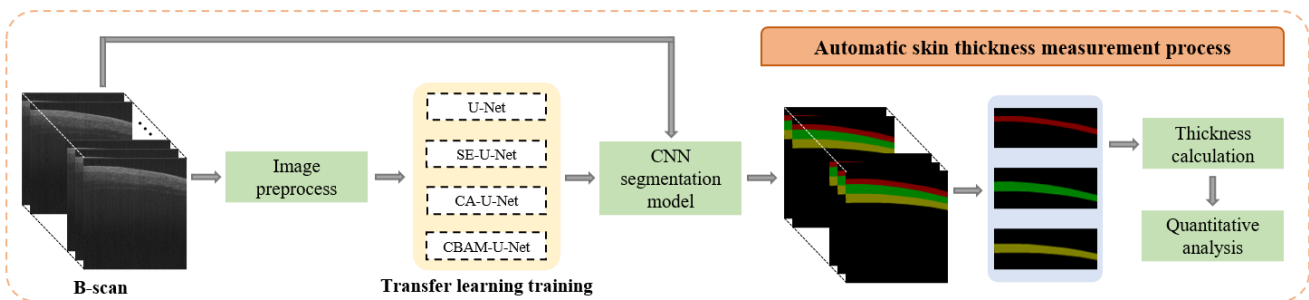 Automatic skin thickness measurement process
B-scan
Image
preprocess
U-Net
SE-U-Net
CA-U-Net
CBAM-U-Net
Transfer learning training
CNN
segmentation
model
Thickness
calculation
Quantitative
analysis